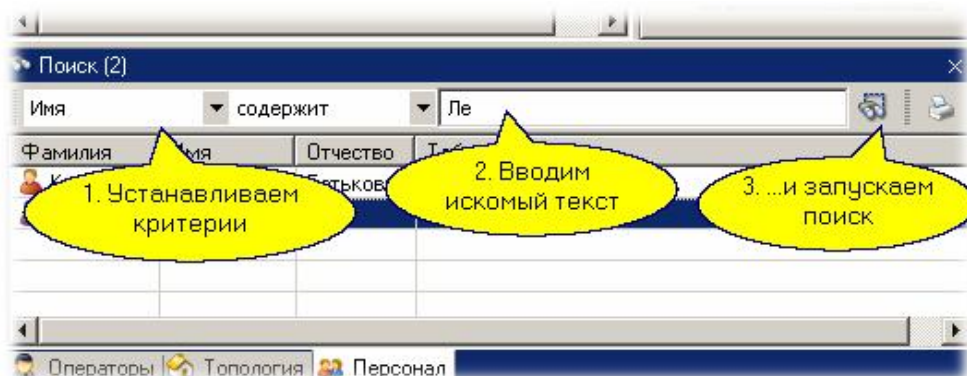 Поиск (2)
Имя содержит Ле
Фамилия Имя Отчество
1. Устанавливаем
критерии
2. Вводим
искомый текст
3. ...и запускаем
поиск
Операторы Топология Персонал